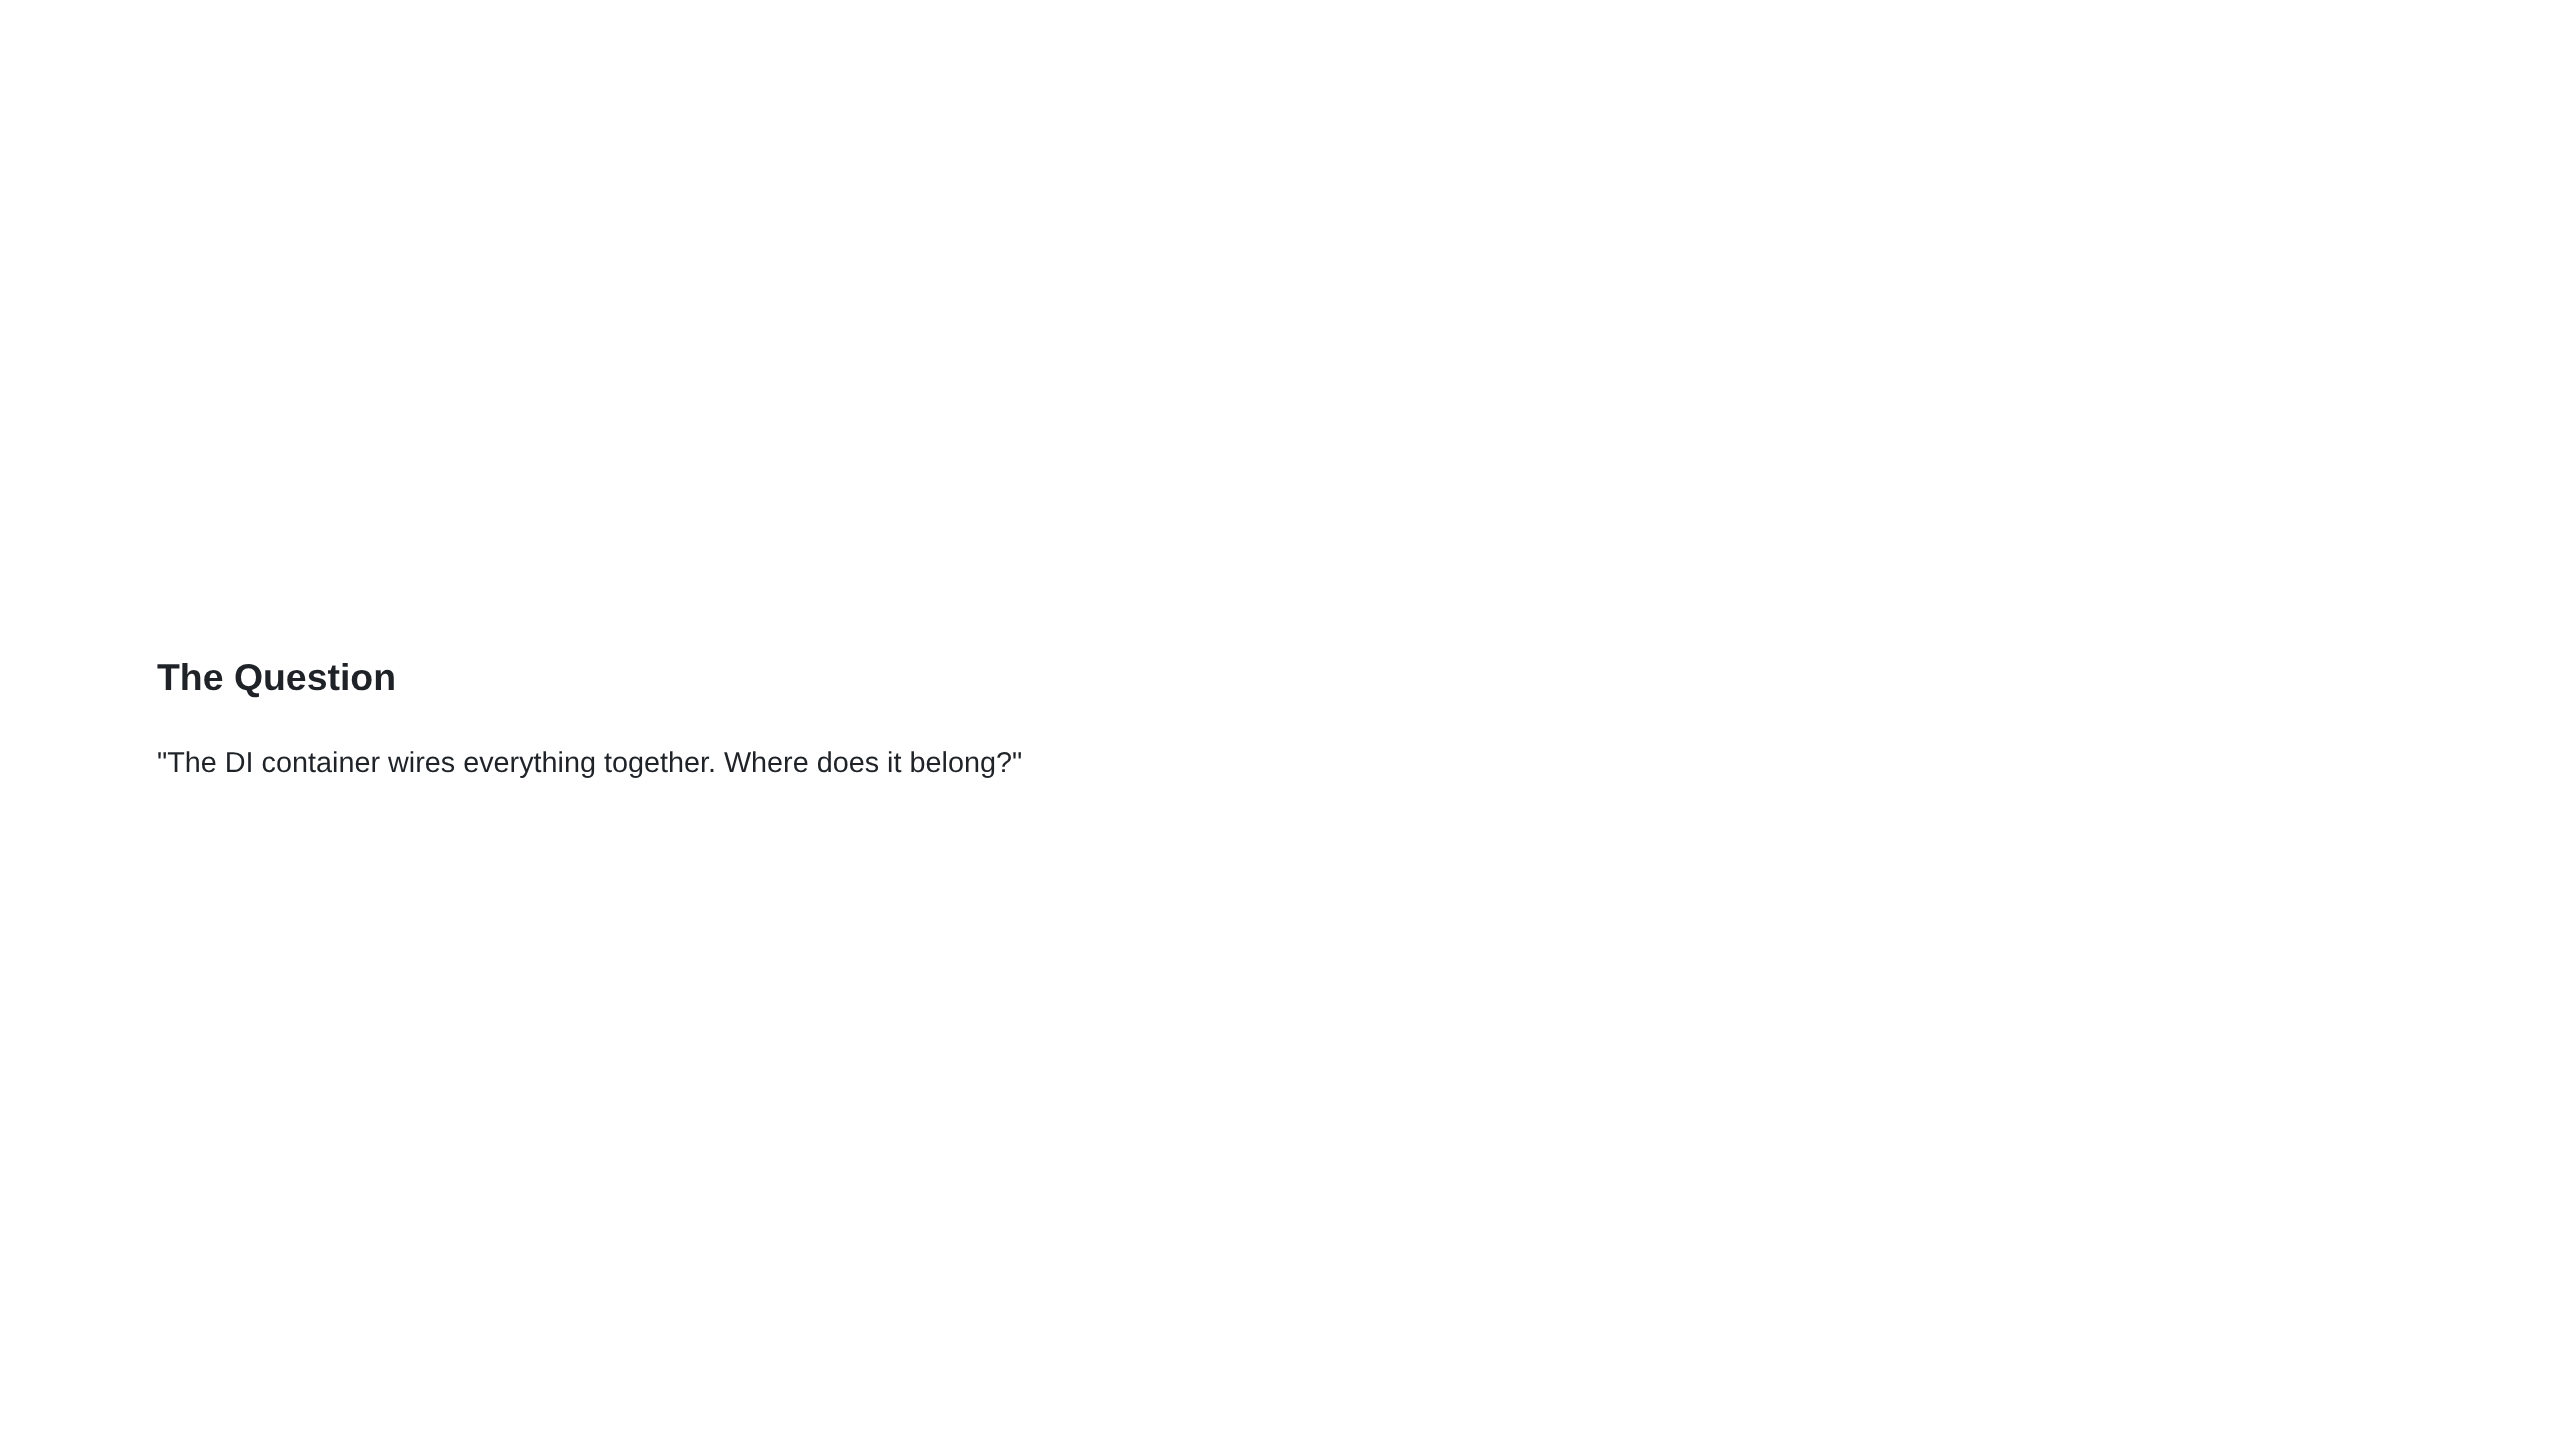 The Question
"The DI container wires everything together. Where does it belong?"